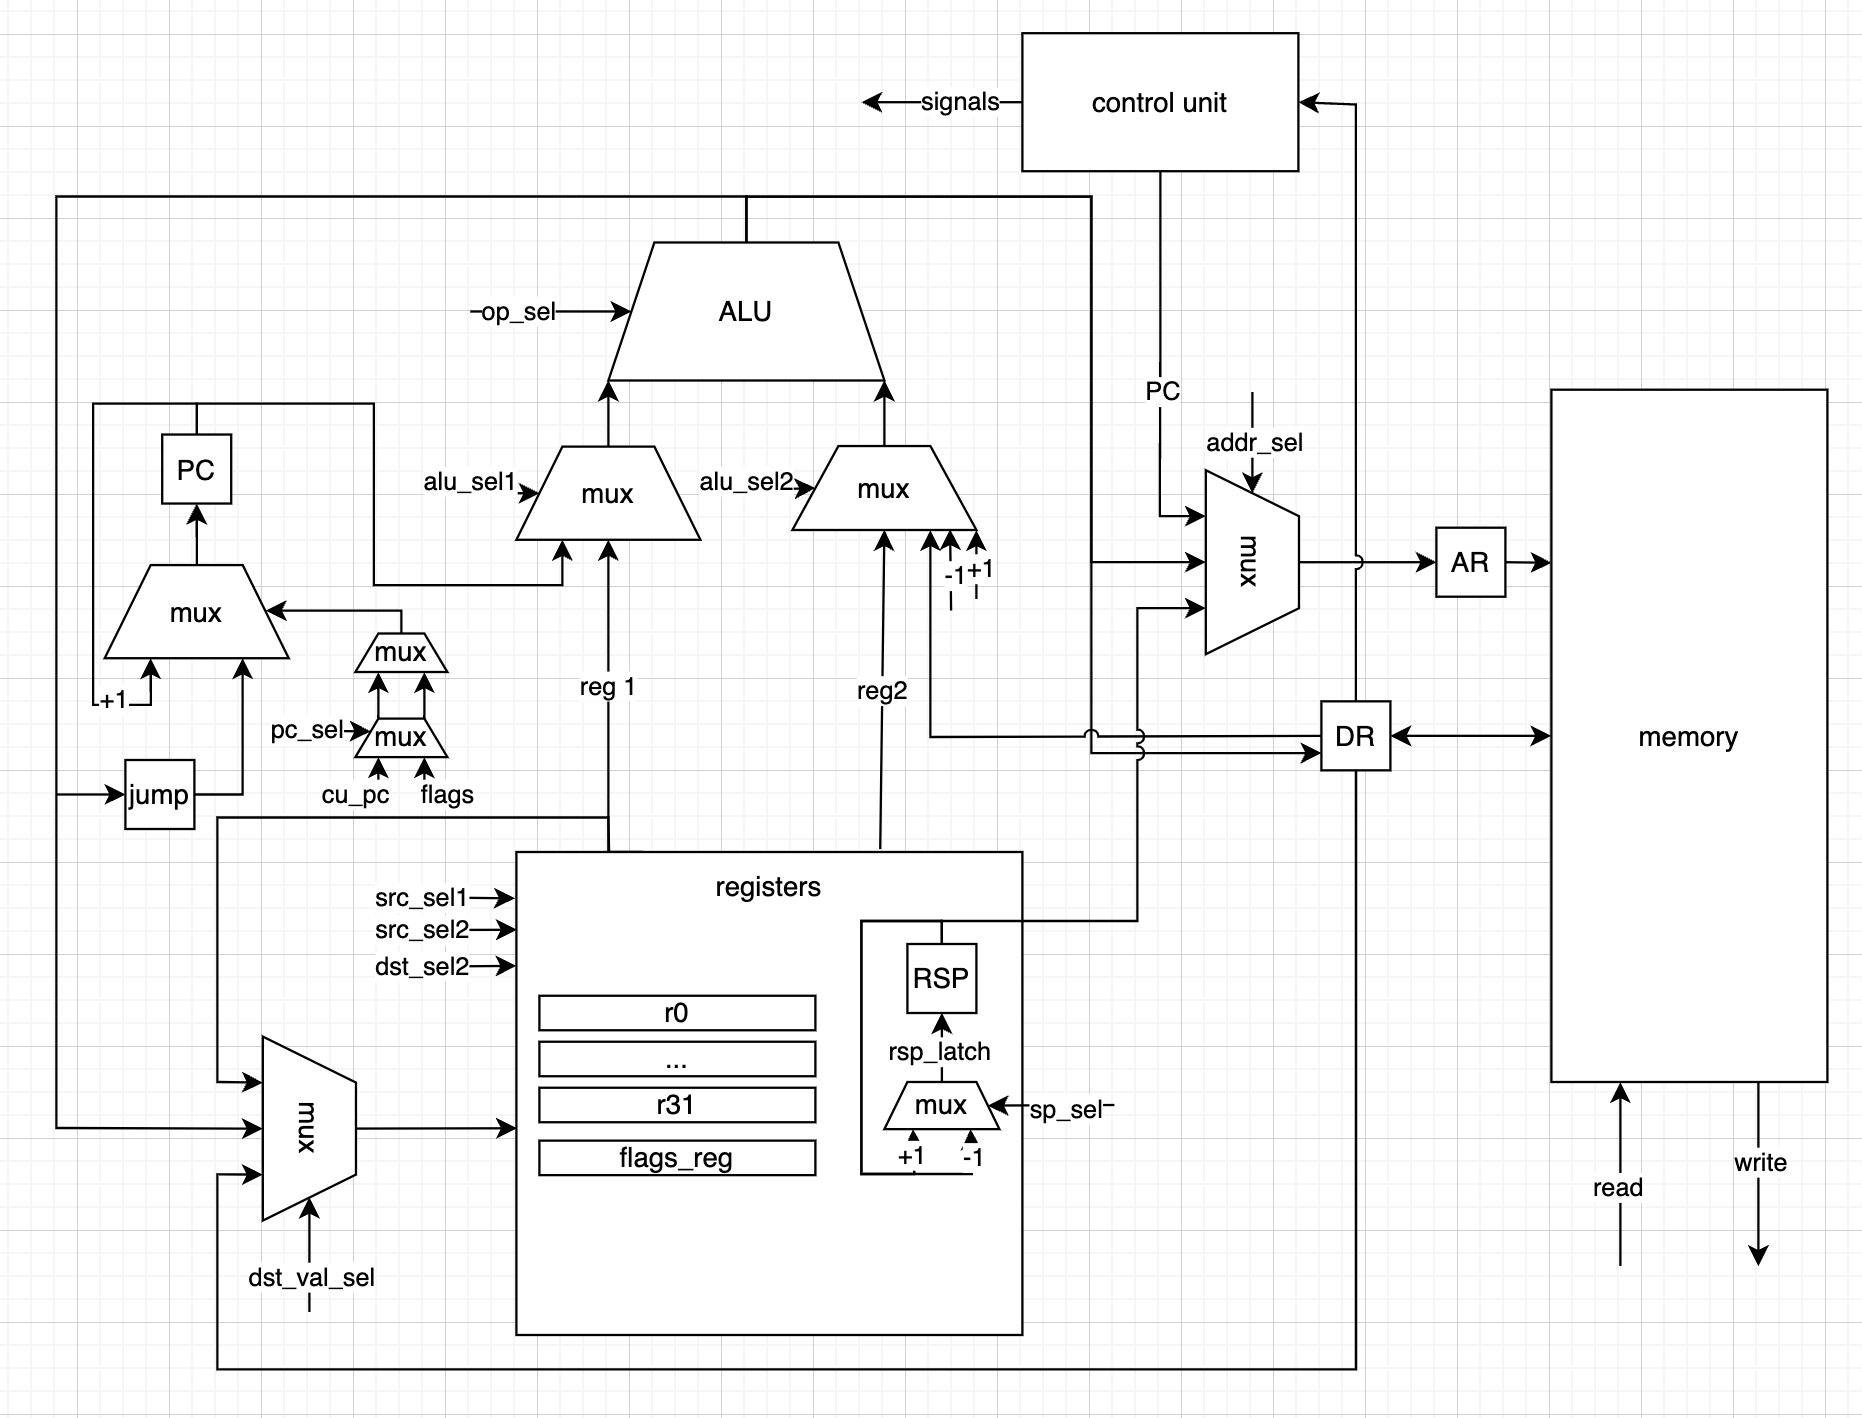 control unit
signals
ALU
op_sel
PC
addr_sel
PC
alu_sel1
mux
alu_sel2
mux
mux
AR
-1
+1
mux
mux
+1
reg 1
reg2
pc_sel
mux
DR
memory
jump
cu_pc
flags
registers
src_sel1
src_sel2
dst_sel2
RSP
r0
rsp_latch
...
r31
mux
sp_sel
mux
flags_reg
+1
-1
write
read
dst_val_sel